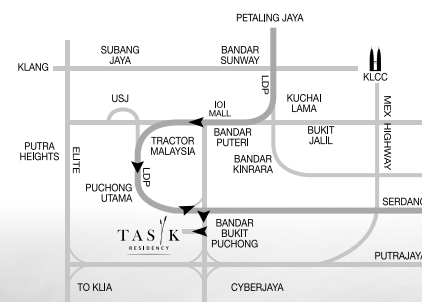 PETALING JAYA
SUBANG
JAYA
BANDAR
SUNWAY
KLANG
KLCC
LDP
USJ
IOI
MALL
KUCHAI
LAMA
MEX HIGHWAY
PUTRA
HEIGHTS
ELITE
TRACTOR
MALAYSIA
BANDAR
PUTERI
BUKIT
JALIL
BANDAR
KINRARA
LDP
PUCHONG
UTAMA
SERDANG
TASIK
RESIDENCY
BANDAR
BUKIT
PUCHONG
PUTRAJAYA
TO KLIA
CYBERJAYA